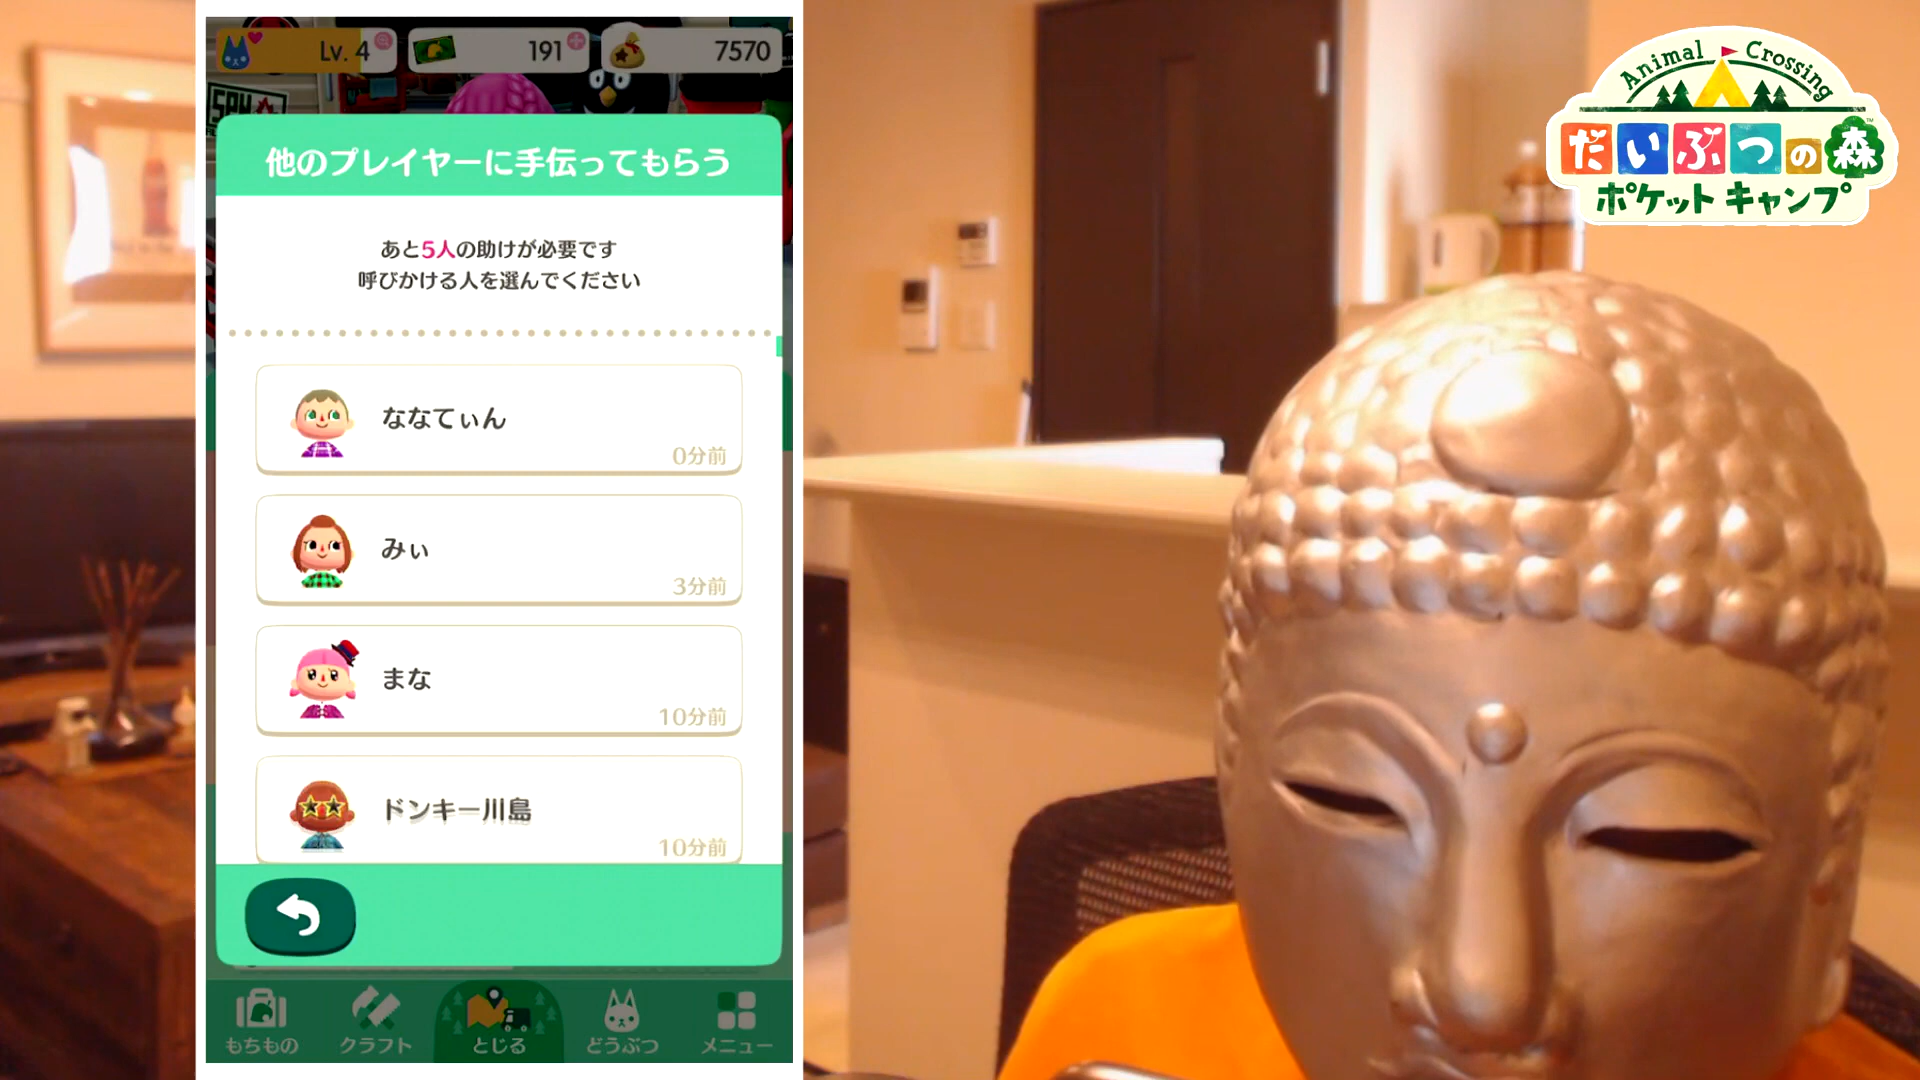 Lv. 4
191
7570
他のプレイヤーに手伝ってもらう
あと5人の助けが必要です
呼びかける人を選んでください
ななてぃん
0分前
みぃ
3分前
まな
10分前
ドンキー川島
10分前
もちもの
クラフト
とじる
どうぶつ
メニュー
Animal Crossing
だいぶつの森
ポケットキャンプ